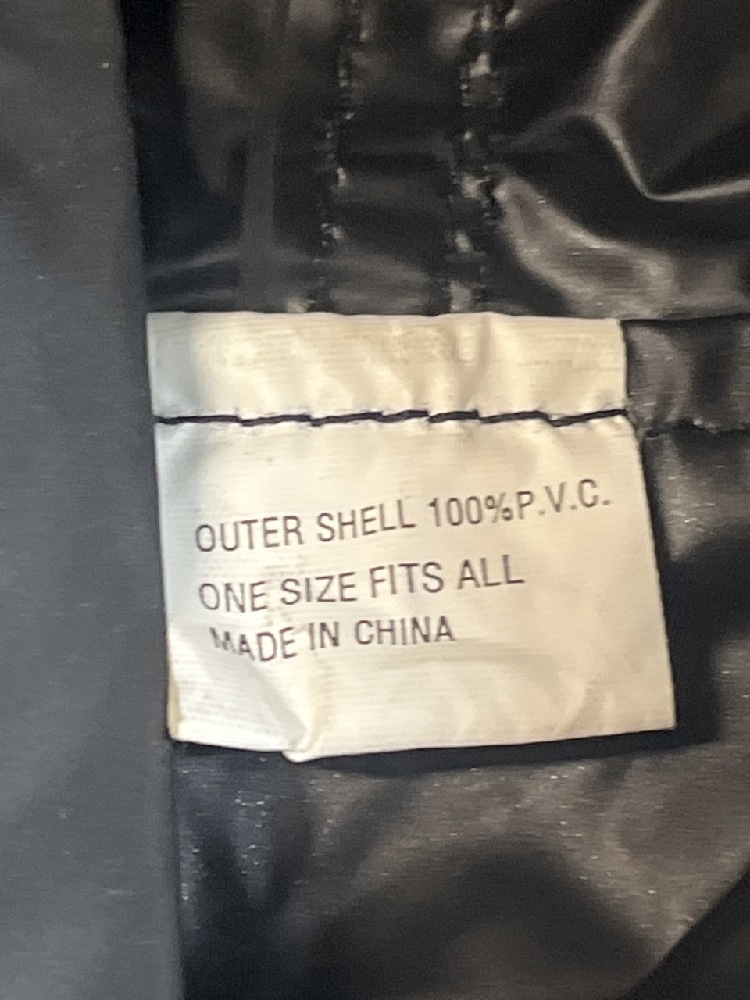 OUTER SHELL 100%P.V.C.
ONE SIZE FITS ALL
MADE IN CHINA